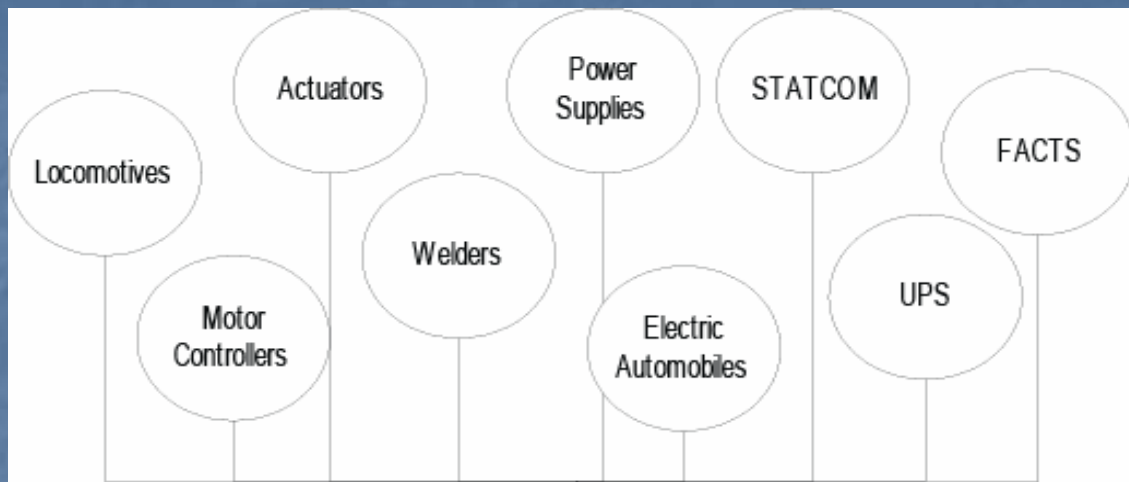 Actuators
Power
Supplies
STATCOM
FACTS
Locomotives
Welders
UPS
Motor
Controllers
Electric
Automobiles